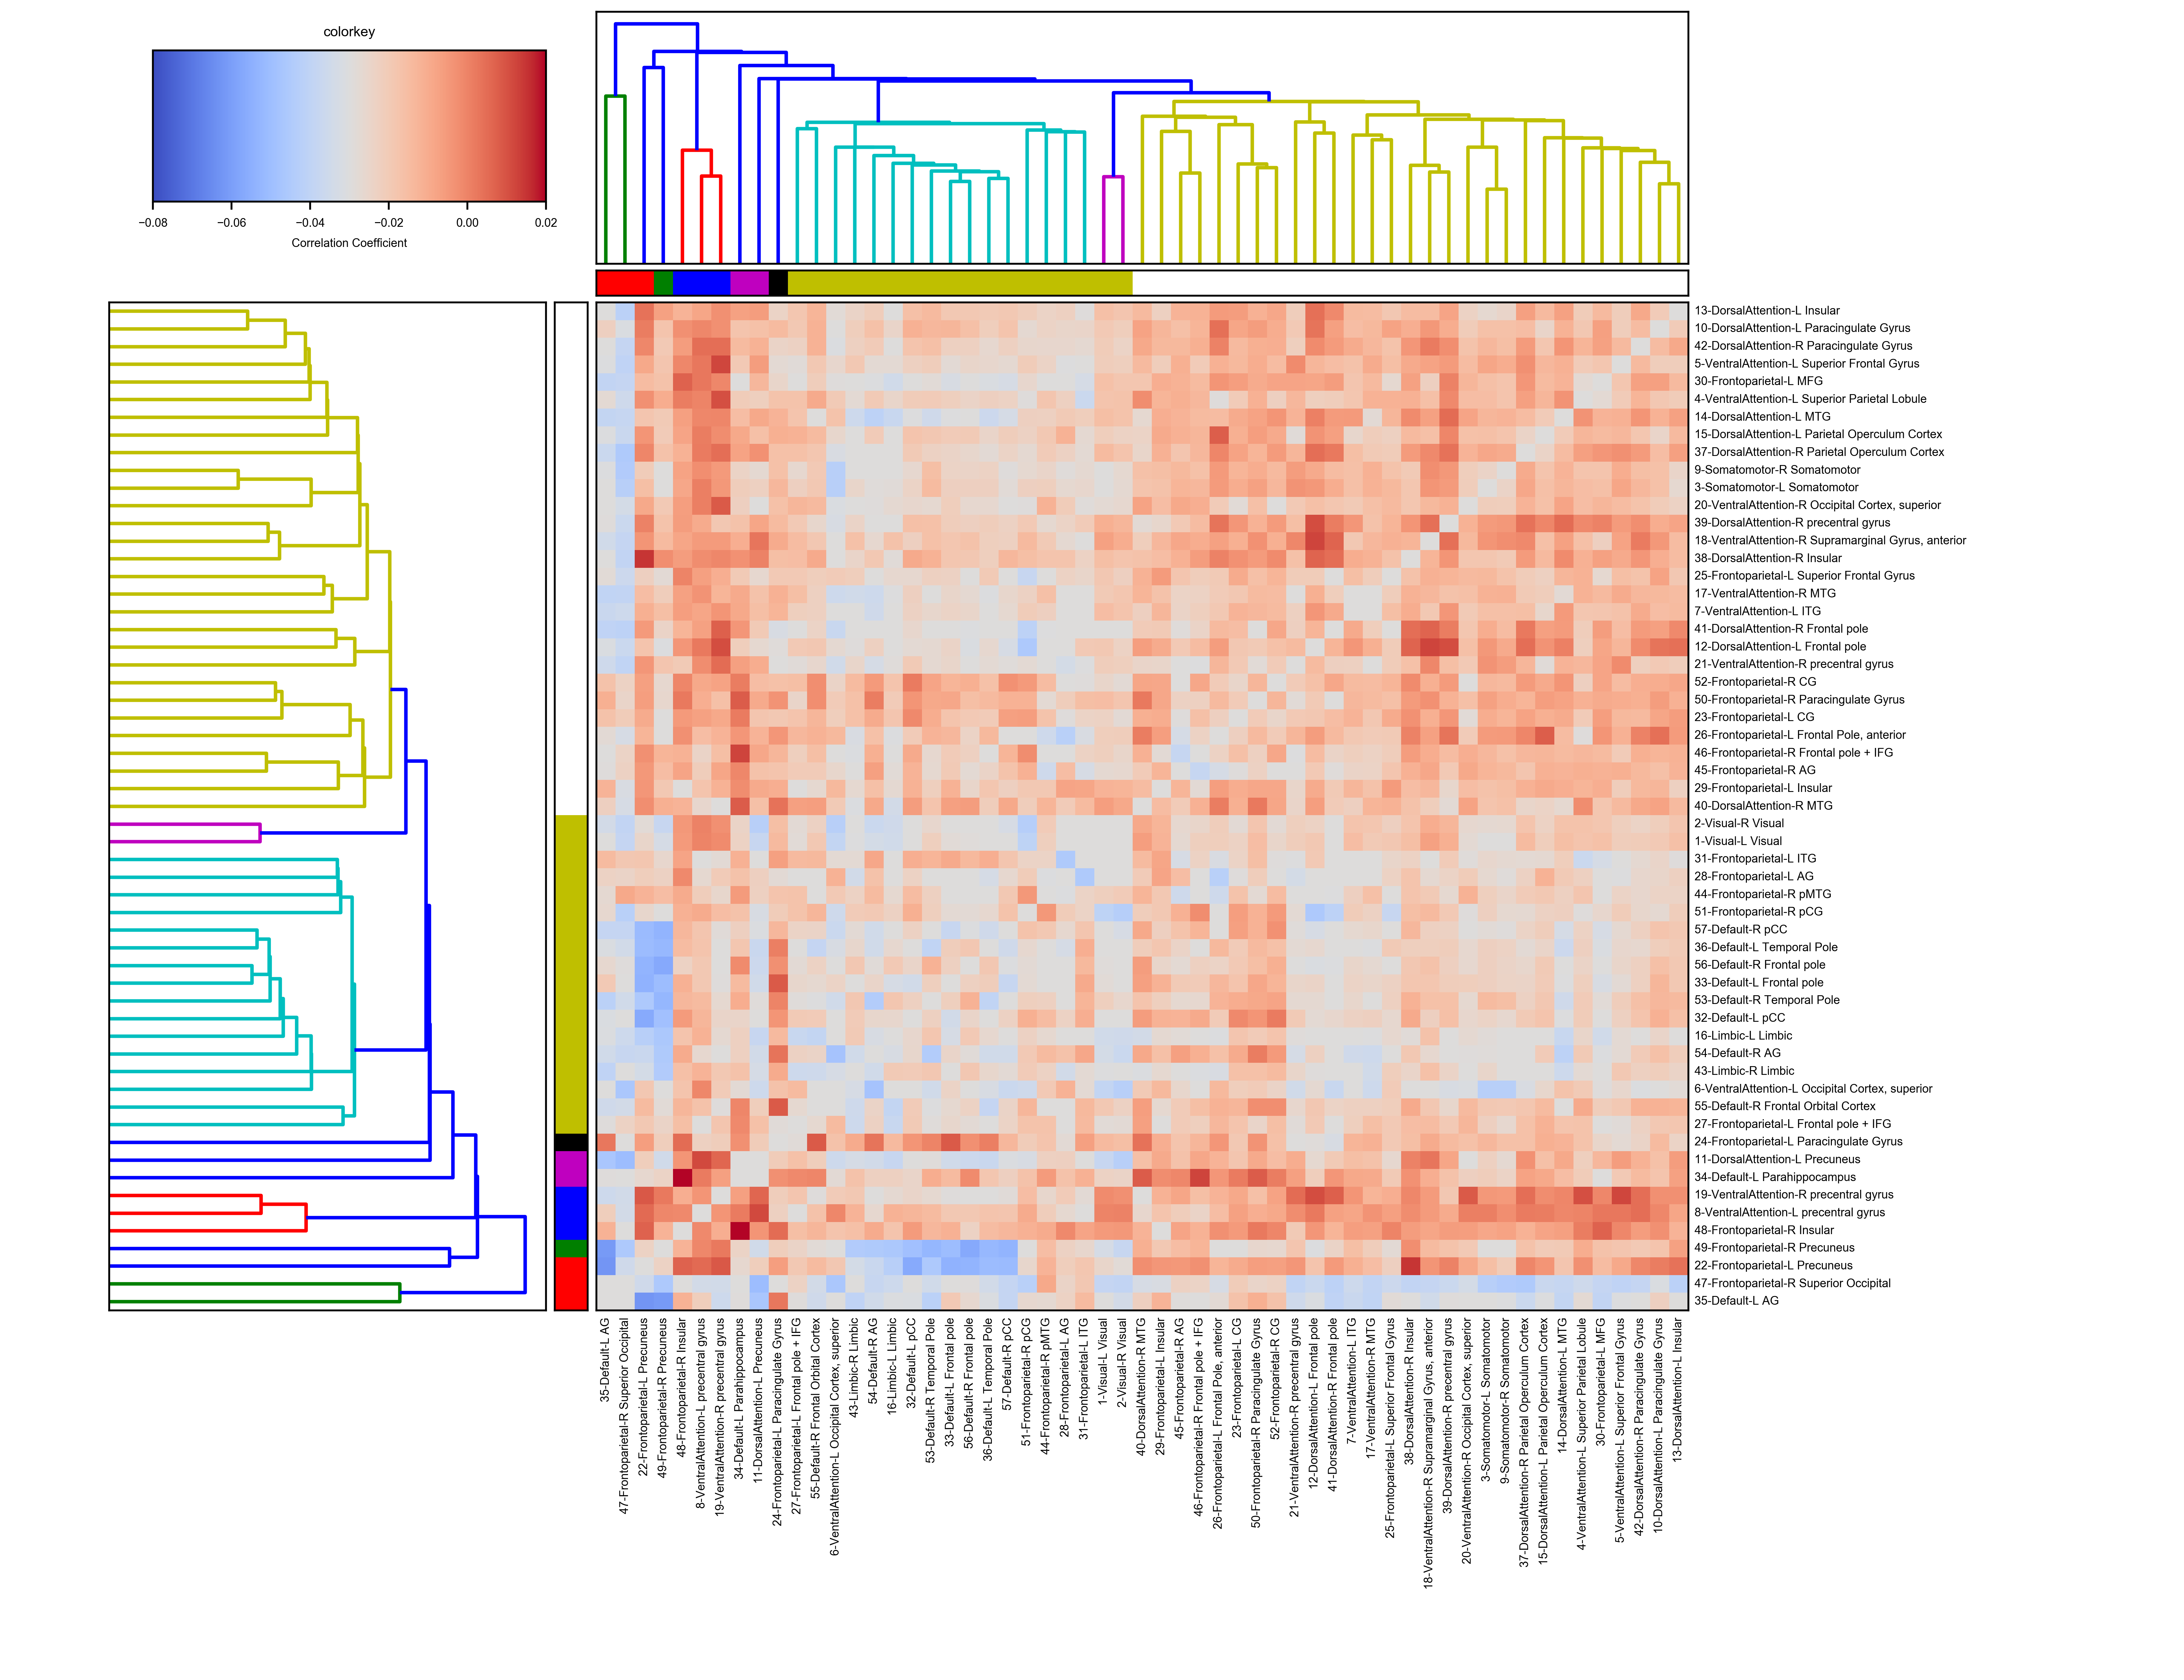 colorkey
−0.08 −0.06 −0.04 −0.02 0.00 0.02
Correlation Coefficient
13-DorsalAttention-L Insular
10-DorsalAttention-L Paracingulate Gyrus
42-DorsalAttention-R Paracingulate Gyrus
5-VentralAttention-L Superior Frontal Gyrus
30-Frontoparietal-L MFG
4-VentralAttention-L Superior Parietal Lobule
14-DorsalAttention-L MTG
15-DorsalAttention-L Parietal Operculum Cortex
37-DorsalAttention-R Parietal Operculum Cortex
9-Somatomotor-R Somatomotor
3-Somatomotor-L Somatomotor
20-VentralAttention-R Occipital Cortex, superior
39-DorsalAttention-R precentral gyrus
18-VentralAttention-R Supramarginal Gyrus, anterior
38-DorsalAttention-R Insular
25-Frontoparietal-L Superior Frontal Gyrus
17-VentralAttention-R MTG
7-VentralAttention-L ITG
41-DorsalAttention-R Frontal pole
12-DorsalAttention-L Frontal pole
21-VentralAttention-R precentral gyrus
52-Frontoparietal-R CG
50-Frontoparietal-R Paracingulate Gyrus
23-Frontoparietal-L CG
26-Frontoparietal-L Frontal Pole, anterior
46-Frontoparietal-R Frontal pole + IFG
45-Frontoparietal-R AG
29-Frontoparietal-L Insular
40-DorsalAttention-R MTG
2-Visual-R Visual
1-Visual-L Visual
31-Frontoparietal-L ITG
28-Frontoparietal-L AG
44-Frontoparietal-R pMTG
51-Frontoparietal-R pCG
57-Default-R pCC
36-Default-L Temporal Pole
56-Default-R Frontal pole
33-Default-L Frontal pole
53-Default-R Temporal Pole
32-Default-L pCC
16-Limbic-L Limbic
54-Default-R AG
43-Limbic-R Limbic
6-VentralAttention-L Occipital Cortex, superior
55-Default-R Frontal Orbital Cortex
27-Frontoparietal-L Frontal pole + IFG
24-Frontoparietal-L Paracingulate Gyrus
11-DorsalAttention-L Precuneus
34-Default-L Parahippocampus
19-VentralAttention-R precentral gyrus
8-VentralAttention-L precentral gyrus
48-Frontoparietal-R Insular
49-Frontoparietal-R Precuneus
22-Frontoparietal-L Precuneus
47-Frontoparietal-R Superior Occipital
35-Default-L AG
35-Default-L AG
47-Frontoparietal-R Superior Occipital
22-Frontoparietal-L Precuneus
49-Frontoparietal-R Precuneus
48-Frontoparietal-R Insular
8-VentralAttention-L precentral gyrus
19-VentralAttention-R precentral gyrus
34-Default-L Parahippocampus
11-DorsalAttention-L Precuneus
24-Frontoparietal-L Paracingulate Gyrus
27-Frontoparietal-L Frontal pole + IFG
55-Default-R Frontal Orbital Cortex
6-VentralAttention-L Occipital Cortex, superior
43-Limbic-R Limbic
54-Default-R AG
16-Limbic-L Limbic
32-Default-L pCC
53-Default-R Temporal Pole
33-Default-L Frontal pole
56-Default-R Frontal pole
36-Default-L Temporal Pole
57-Default-R pCC
51-Frontoparietal-R pCG
44-Frontoparietal-R pMTG
28-Frontoparietal-L AG
31-Frontoparietal-L ITG
1-Visual-L Visual
2-Visual-R Visual
40-DorsalAttention-R MTG
29-Frontoparietal-L Insular
45-Frontoparietal-R AG
46-Frontoparietal-R Frontal pole + IFG
26-Frontoparietal-L Frontal Pole, anterior
23-Frontoparietal-L CG
50-Frontoparietal-R Paracingulate Gyrus
52-Frontoparietal-R CG
21-VentralAttention-R precentral gyrus
12-DorsalAttention-L Frontal pole
41-DorsalAttention-R Frontal pole
7-VentralAttention-L ITG
17-VentralAttention-R MTG
25-Frontoparietal-L Superior Frontal Gyrus
38-DorsalAttention-R Insular
18-VentralAttention-R Supramarginal Gyrus, anterior
39-DorsalAttention-R precentral gyrus
20-VentralAttention-R Occipital Cortex, superior
3-Somatomotor-L Somatomotor
9-Somatomotor-R Somatomotor
37-DorsalAttention-R Parietal Operculum Cortex
15-DorsalAttention-L Parietal Operculum Cortex
14-DorsalAttention-L MTG
4-VentralAttention-L Superior Parietal Lobule
30-Frontoparietal-L MFG
5-VentralAttention-L Superior Frontal Gyrus
42-DorsalAttention-R Paracingulate Gyrus
10-DorsalAttention-L Paracingulate Gyrus
13-DorsalAttention-L Insular